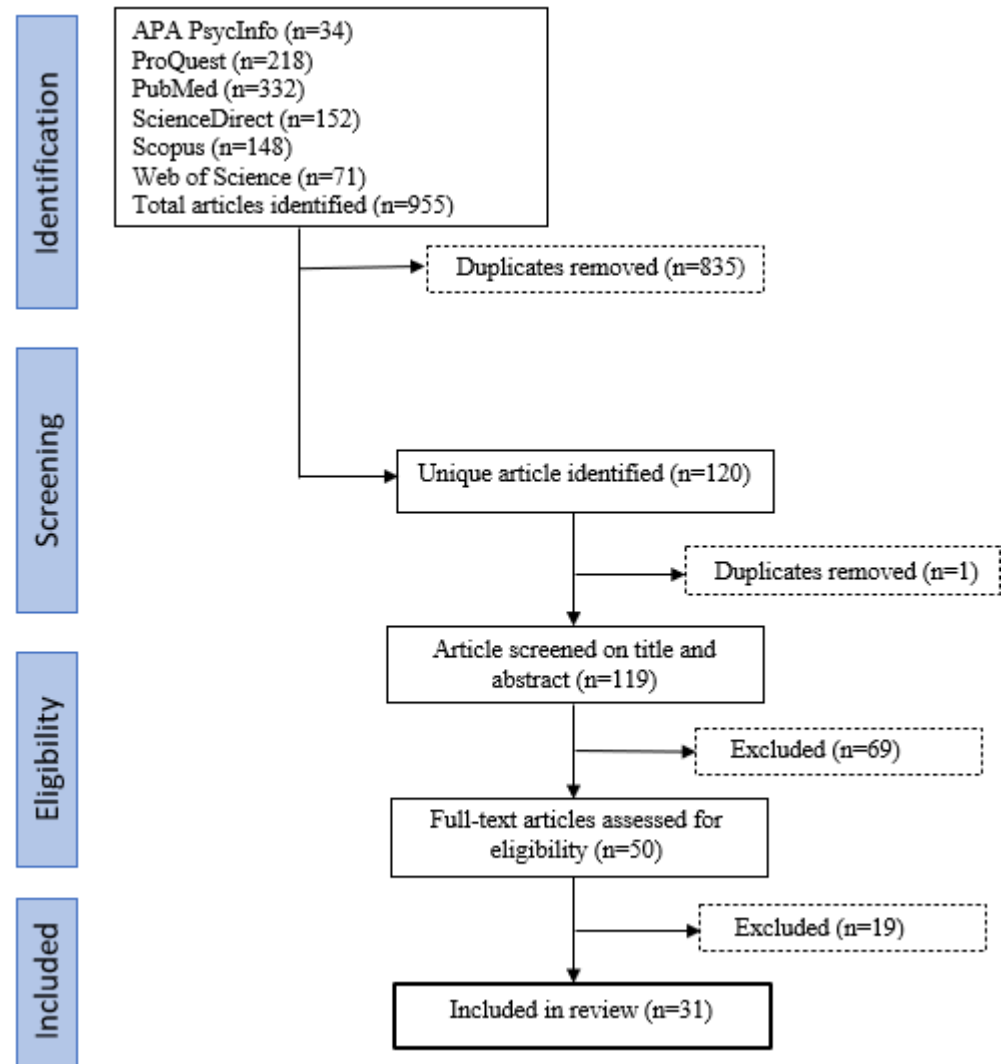 Identification
APA PsycInfo (n=34)
ProQuest (n=218)
PubMed (n=332)
ScienceDirect (n=152)
Scopus (n=148)
Web of Science (n=71)
Total articles identified (n=955)
Duplicates removed (n=835)
Screening
Unique article identified (n=120)
Duplicates removed (n=1)
Eligibility
Article screened on title and
abstract (n=119)
Excluded (n=69)
Full-text articles assessed for
eligibility (n=50)
Included
Excluded (n=19)
Included in review (n=31)